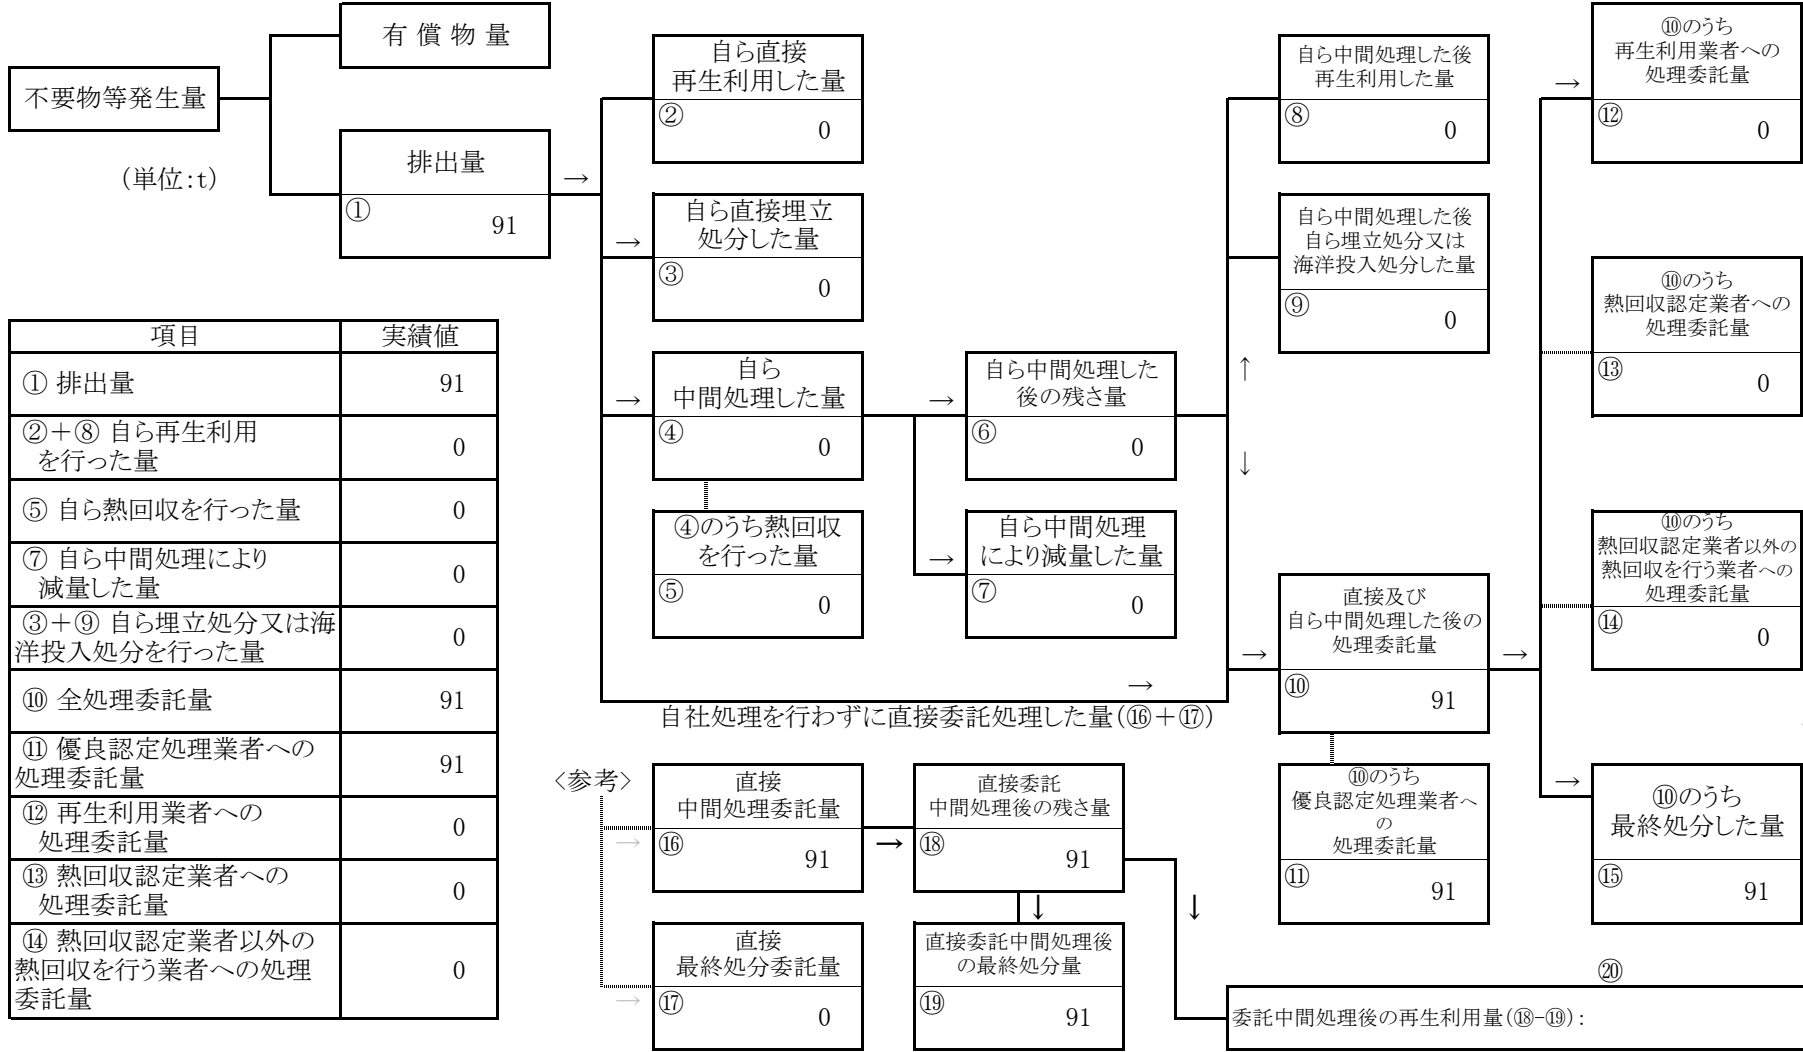 不要物等発生量
(単位:t)
有 償 物 量
排出量
① 91
自ら直接
再生利用した量
② 0
自ら直接埋立
処分した量
③ 0
自ら
中間処理した量
④ 0
④のうち熱回収
を行った量
⑤ 0
自ら中間処理した
後の残さ量
⑥ 0
自ら中間処理
により減量した量
⑦ 0
自ら中間処理した後
再生利用した量
⑧ 0
自ら中間処理した後
自ら埋立処分又は
海洋投入処分した量
⑨ 0
直接及び
自ら中間処理した後の
処理委託量
⑩ 91
⑩のうち
優良認定処理業者へ
の
処理委託量
⑪ 91
⑩のうち
再生利用業者への
処理委託量
⑫ 0
⑩のうち
熱回収認定業者への
処理委託量
⑬ 0
⑩のうち
熱回収認定業者以外の
熱回収を行う業者への
処理委託量
⑭ 0
⑩のうち
最終処分した量
⑮ 91
自社処理を行わずに直接委託処理した量(⑯+⑰)
<参考>
直接
中間処理委託量
⑯ 91
直接
最終処分委託量
⑰ 0
直接委託
中間処理後の残さ量
⑱ 91
直接委託中間処理後
の最終処分量
⑲ 91
⑳
委託中間処理後の再生利用量(⑱-⑲):
項目 実績値
① 排出量 91
②+⑧ 自ら再生利用
を行った量 0
⑤ 自ら熱回収を行った量 0
⑦ 自ら中間処理により
減量した量 0
③+⑨ 自ら埋立処分又は海
洋投入処分を行った量 0
⑩ 全処理委託量 91
⑪ 優良認定処理業者への
処理委託量 91
⑫ 再生利用業者への
処理委託量 0
⑬ 熱回収認定業者への
処理委託量 0
⑭ 熱回収認定業者以外の
熱回収を行う業者への処理
委託量 0